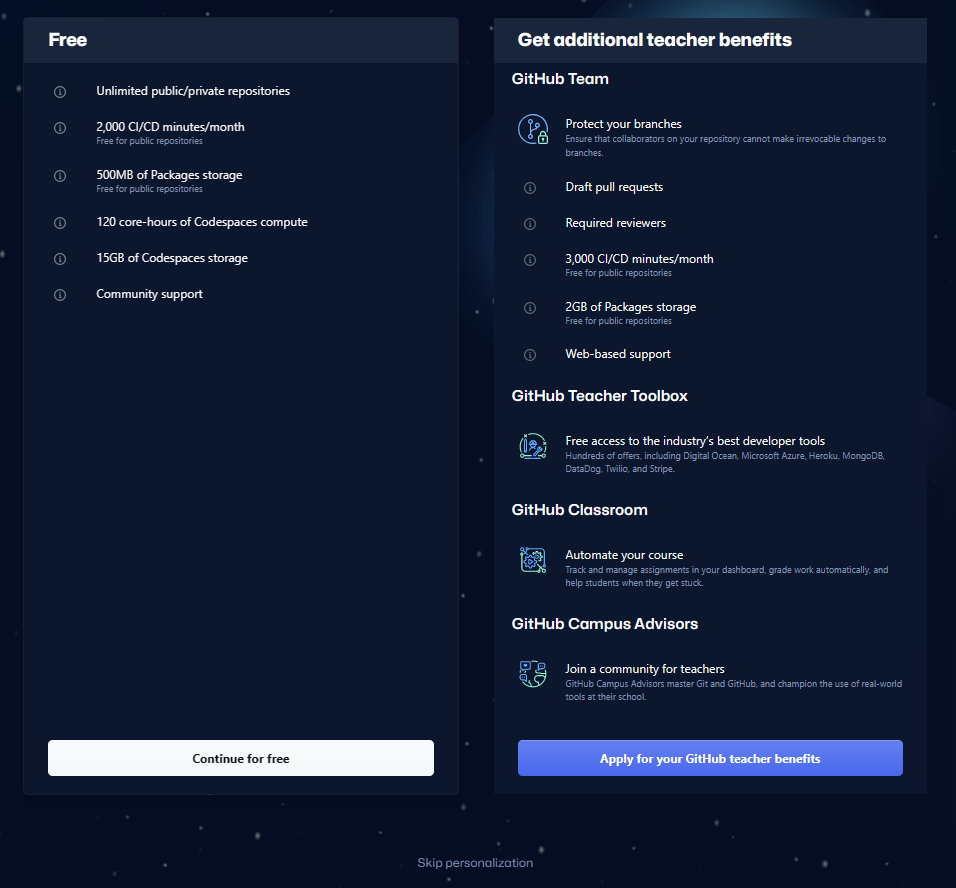 Free
Unlimited public/private repositories
2,000 CI/CD minutes/month
Free for public repositories
500MB of Packages storage
Free for public repositories
120 core-hours of Codespaces compute
15GB of Codespaces storage
Community support
Continue for free
Get additional teacher benefits
GitHub Team
Protect your branches
Ensure that collaborators on your repository cannot make irrevocable changes to
branches.
Draft pull requests
Required reviewers
3,000 CI/CD minutes/month
Free for public repositories
2GB of Packages storage
Free for public repositories
Web-based support
GitHub Teacher Toolbox
Free access to the industry's best developer tools
Hundreds of offers, including Digital Ocean, Microsoft Azure, Heroku, MongoDB,
DataDog, Twilio, and Stripe.
GitHub Classroom
Automate your course
Track and manage assignments in your dashboard, grade work automatically, and
help students when they get stuck.
GitHub Campus Advisors
Join a community for teachers
GitHub Campus Advisors master Git and GitHub, and champion the use of real-world
tools at their school.
Apply for your GitHub teacher benefits
Skip personalization